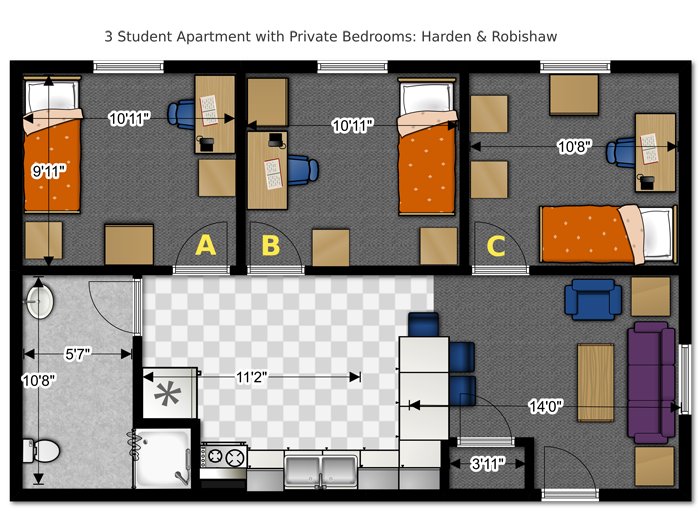 3 Student Apartment with Private Bedrooms: Harden & Robishaw
10'11"
10'11"
10'8"
9'11"
A
B
C
5'7"
10'8"
11'2"
14'0"
3'11"